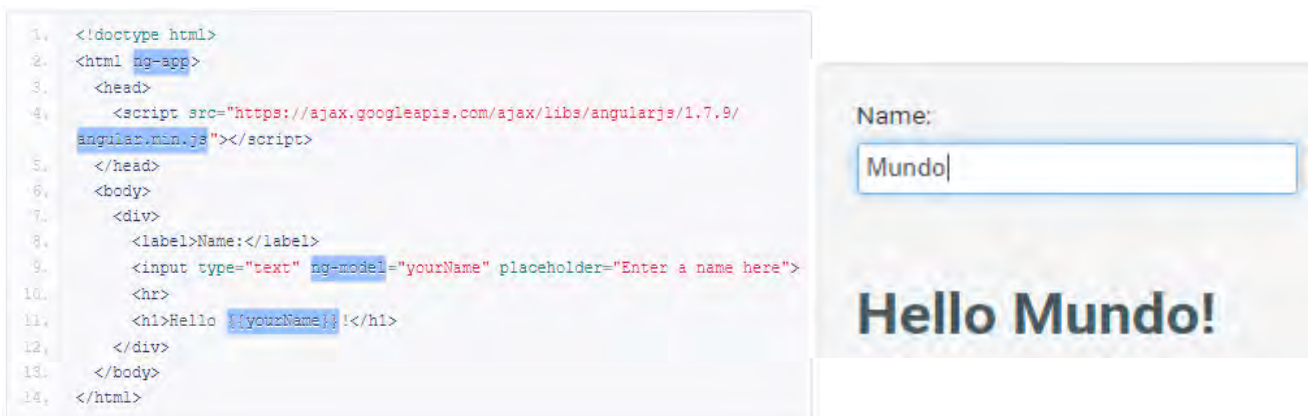 1. <!doctype html>
2. <html ng-app>
3. <head>
4. <script src="https://ajax.googleapis.com/ajax/libs/angularjs/1.7.9/
angular.min.js"></script>
5. </head>
6. <body>
7. <div>
8. <label>Name:</label>
9. <input type="text" ng-model="yourName" placeholder="Enter a name here">
10. <hr>
11. <h1>Hello {{yourName}}!</h1>
12. </div>
13. </body>
14. </html>
Name:
Mundo
Hello Mundo!